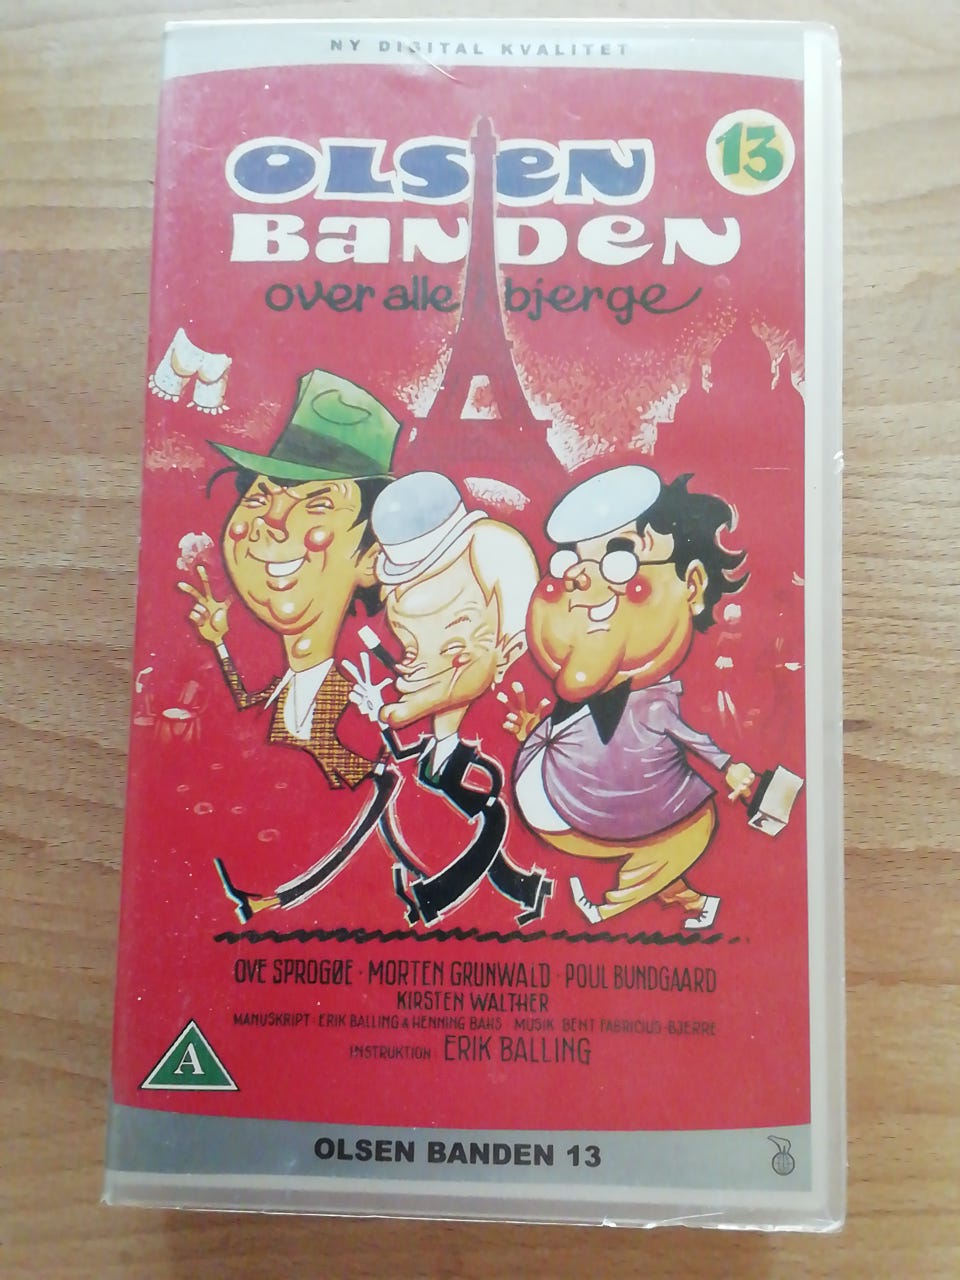 NY DIGITAL KVALITET
13
OLSEN
BANDEN
over alle bjerge
OVE SPROGØE · MORTEN GRUNWALD · POUL BUNDGAARD
KIRSTEN WALTHER
MANUSKRIPT: ERIK BALLING & HENNING BAHS · MUSIK: BENT FABRICIUS-BJERRE
INSTRUKTION: ERIK BALLING
A
OLSEN BANDEN 13